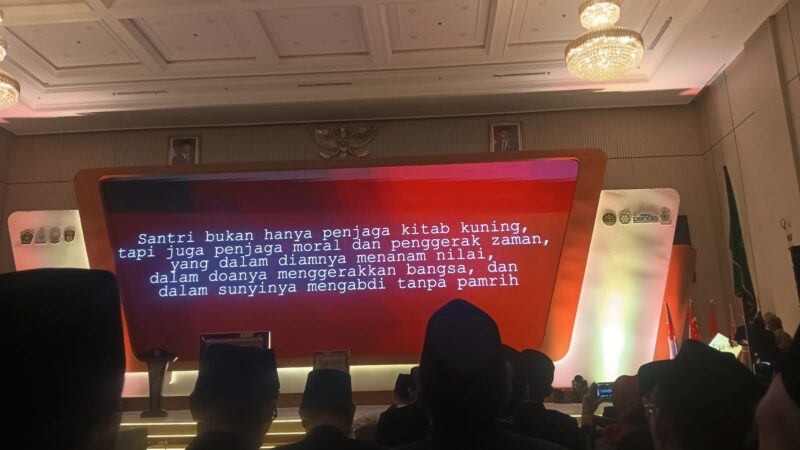 Santri bukan hanya penjaga kitab kuning,
tapi juga penjaga moral dan penggerak zaman,
yang dalam diamnya menanam nilai,
dalam doanya menggerakkan bangsa, dan
dalam sunyinya mengabdi tanpa pamrih